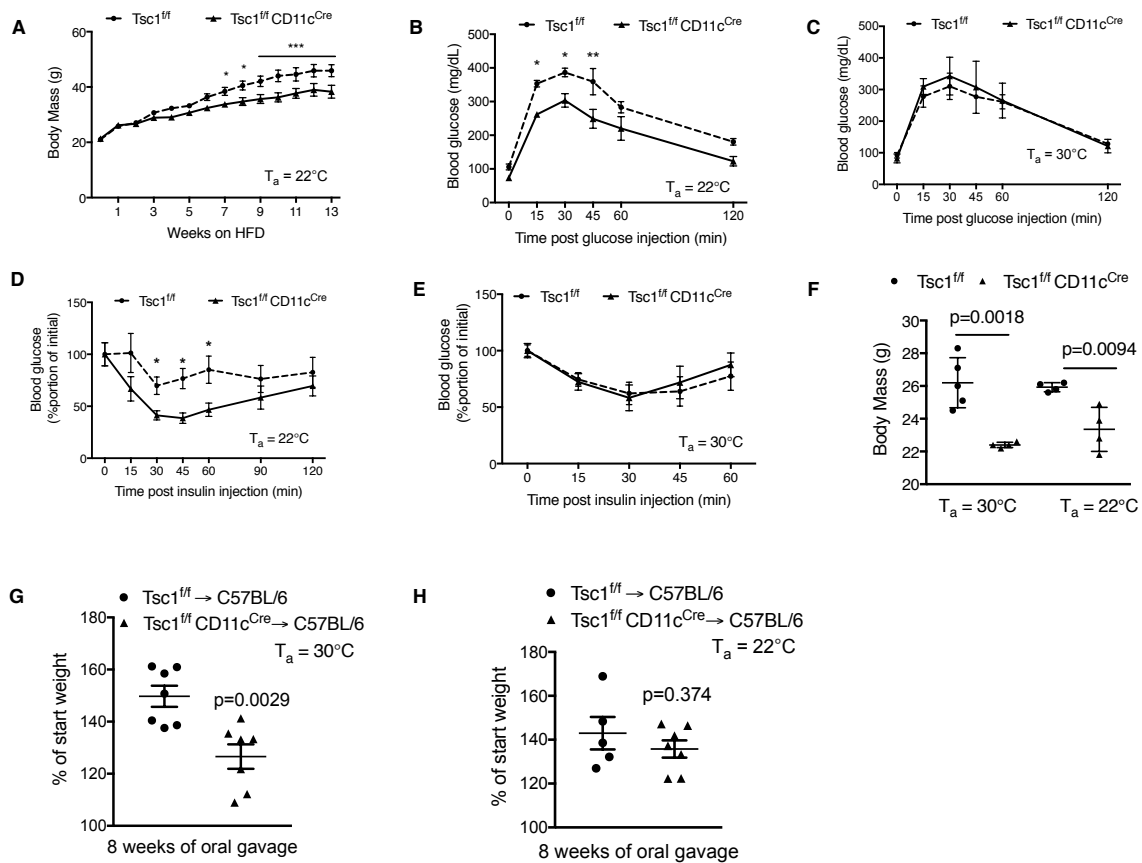 A
Tsc1f/f Tsc1f/f CD11cCre
60
40
20
0
Body Mass (g)
*
*
***
Ta = 22°C
1 3 5 7 9 11 13
Weeks on HFD
B
Tsc1f/f Tsc1f/f CD11cCre
500
400
300
200
100
0
Blood glucose (mg/dL)
* * **
Ta = 22°C
0 15 30 45 60 120
Time post glucose injection (min)
C
Tsc1f/f Tsc1f/f CD11cCre
500
400
300
200
100
0
Blood glucose (mg/dL)
Ta = 30°C
0 15 30 45 60 120
Time post glucose injection (min)
D
Tsc1f/f Tsc1f/f CD11cCre
150
100
50
0
Blood glucose
(%portion of initial)
* * *
Ta = 22°C
0 15 30 45 60 90 120
Time post insulin injection (min)
E
Tsc1f/f Tsc1f/f CD11cCre
150
100
50
0
Blood glucose
(%portion of initial)
Ta = 30°C
0 15 30 45 60
Time post insulin injection (min)
F
Tsc1f/f Tsc1f/f CD11cCre
30
28
26
24
22
20
Body Mass (g)
p=0.0018
p=0.0094
Ta = 30°C Ta = 22°C
G
Tsc1f/f → C57BL/6
Tsc1f/f CD11cCre → C57BL/6
Ta = 30°C
180
160
140
120
100
% of start weight
p=0.0029
8 weeks of oral gavage
H
Tsc1f/f → C57BL/6
Tsc1f/f CD11cCre → C57BL/6
Ta = 22°C
180
160
140
120
100
% of start weight
p=0.374
8 weeks of oral gavage